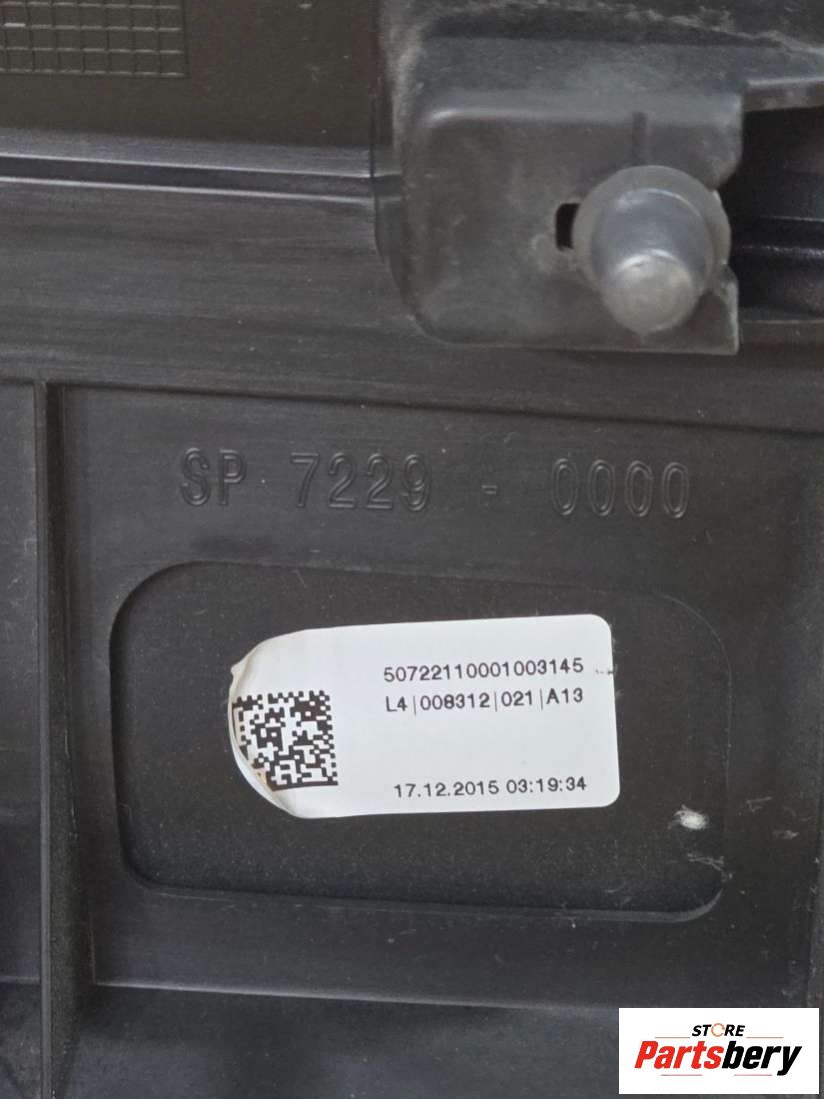 SP 7229 - 0000
50722110001003145
L4|008312|021|A13
17.12.2015 03:19:34
STORE
Partsbery